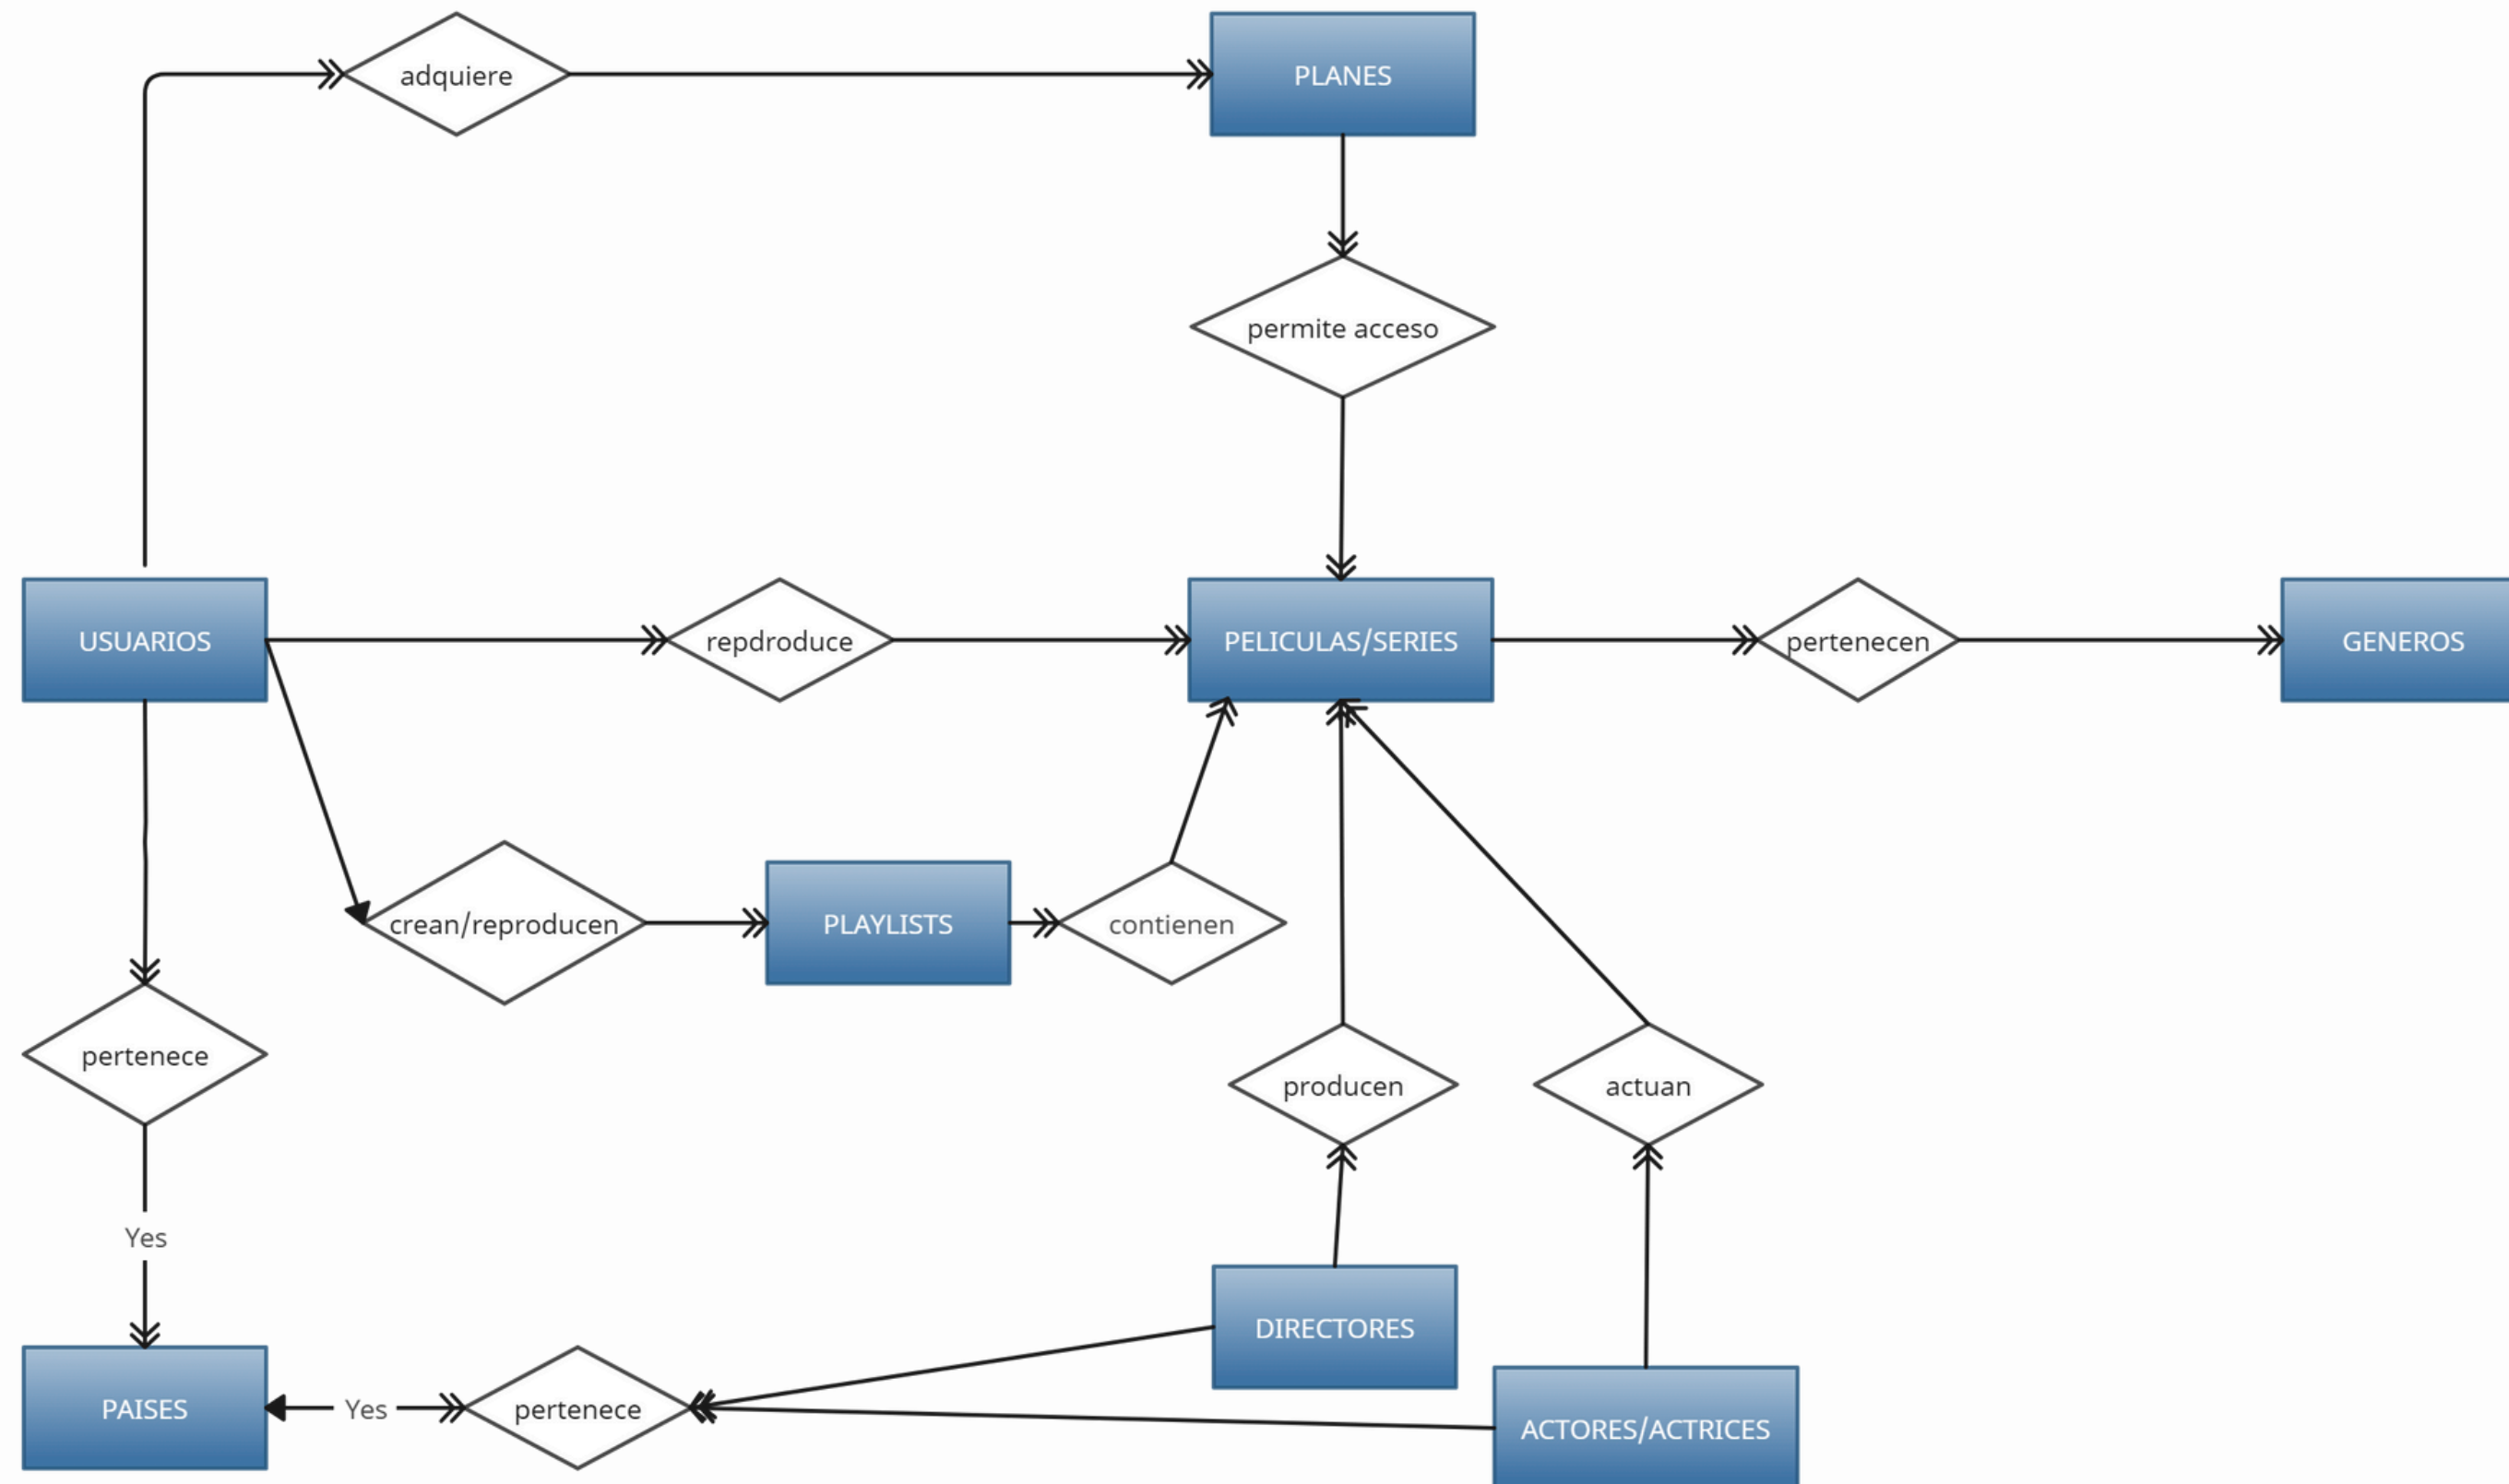 adquiere
PLANES
permite acceso
USUARIOS
repdroduce
PELICULAS/SERIES
pertenecen
GENEROS
crean/reproducen
PLAYLISTS
contienen
pertenece
producen
actuan
Yes
DIRECTORES
PAISES
Yes
pertenece
ACTORES/ACTRICES